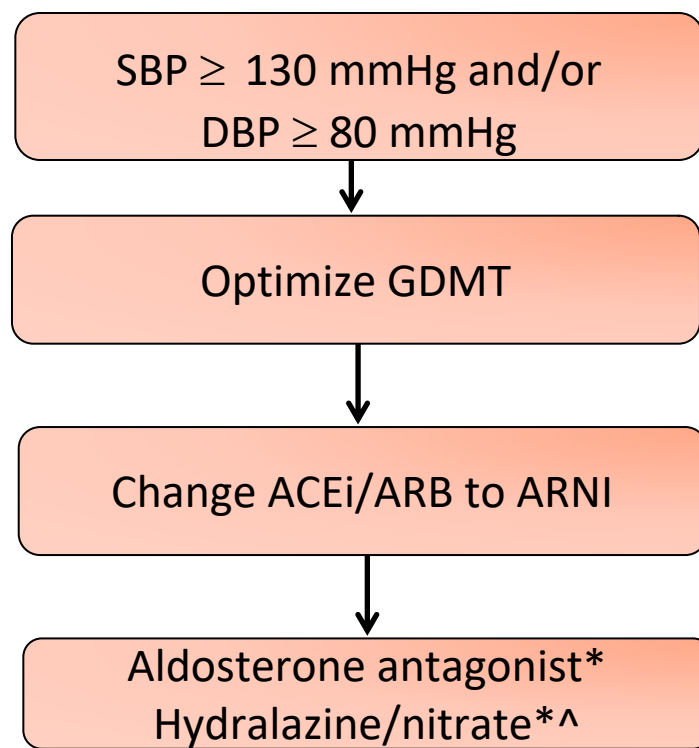 SBP ≥ 130 mmHg and/or
DBP ≥ 80 mmHg
Optimize GDMT
Change ACEi/ARB to ARNI
Aldosterone antagonist*
Hydralazine/nitrate*^